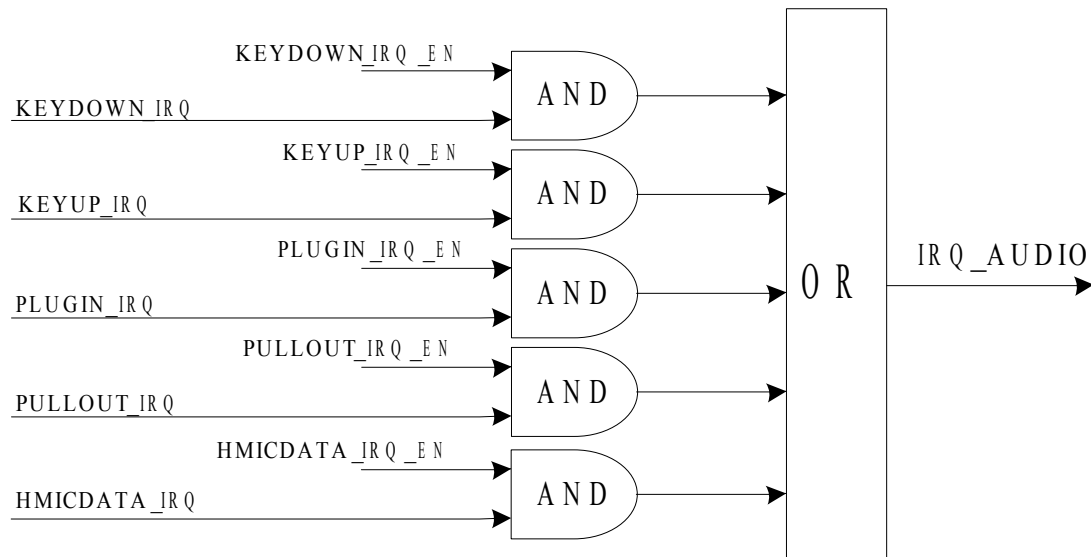 KEYDOWN_IRQ_EN
AND
KEYDOWN_IRQ
KEYUP_IRQ_EN
AND
KEYUP_IRQ
PLUGIN_IRQ_EN
AND
PLUGIN_IRQ
PULLOUT_IRQ_EN
AND
PULLOUT_IRQ
HMICDATA_IRQ_EN
AND
HMICDATA_IRQ
OR
IRQ_AUDIO